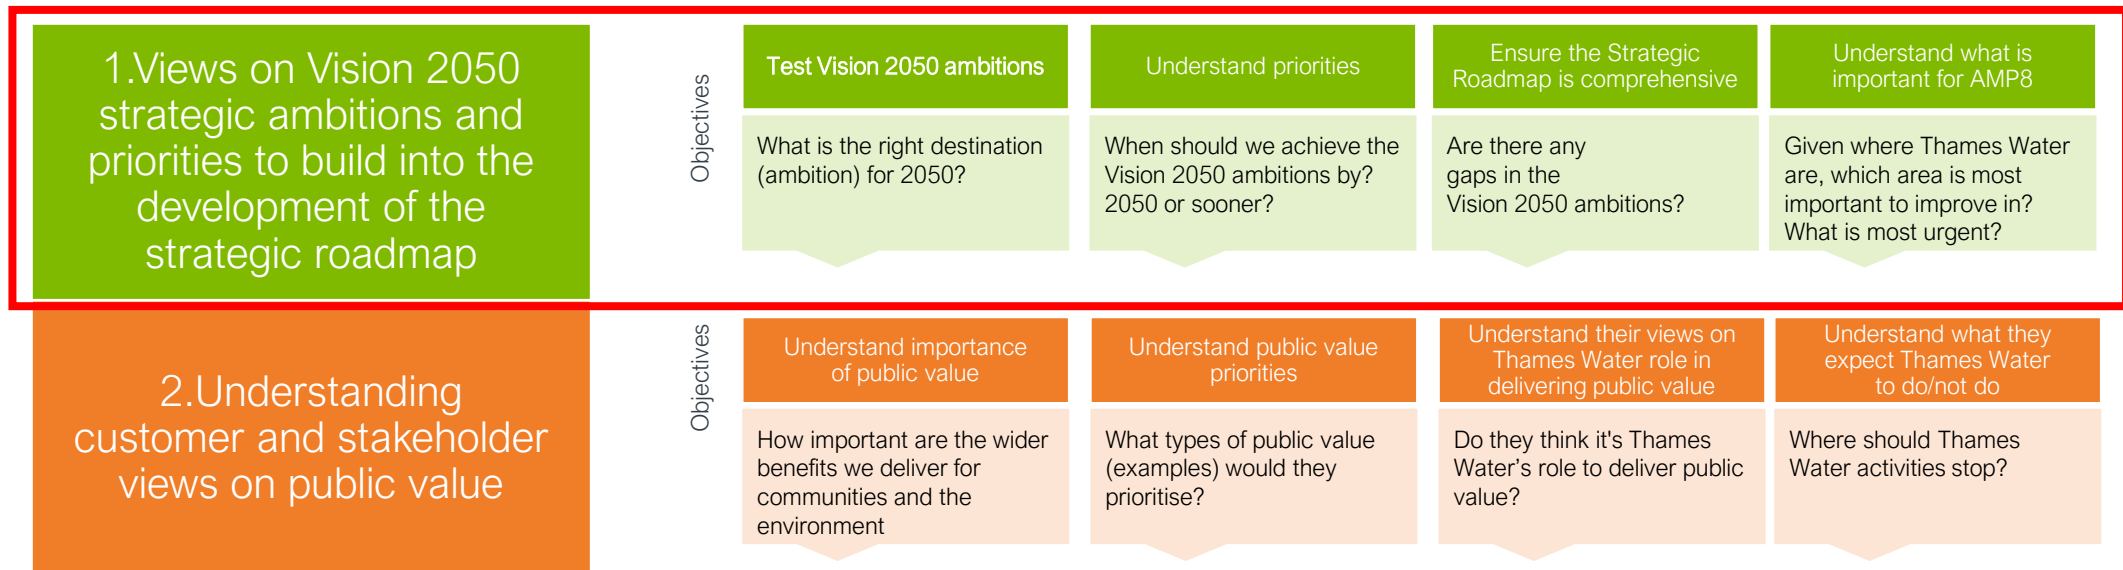 1.Views on Vision 2050
strategic ambitions and
priorities to build into the
development of the
strategic roadmap
Objectives
Test Vision 2050 ambitions
What is the right destination
(ambition) for 2050?
Understand priorities
When should we achieve the
Vision 2050 ambitions by?
2050 or sooner?
Ensure the Strategic
Roadmap is comprehensive
Are there any
gaps in the
Vision 2050 ambitions?
Understand what is
important for AMP8
Given where Thames Water
are, which area is most
important to improve in?
What is most urgent?
2.Understanding
customer and stakeholder
views on public value
Objectives
Understand importance
of public value
How important are the wider
benefits we deliver for
communities and the
environment
Understand public value
priorities
What types of public value
(examples) would they
prioritise?
Understand their views on
Thames Water role in
delivering public value
Do they think it's Thames
Water’s role to deliver public
value?
Understand what they
expect Thames Water
to do/not do
Where should Thames
Water activities stop?